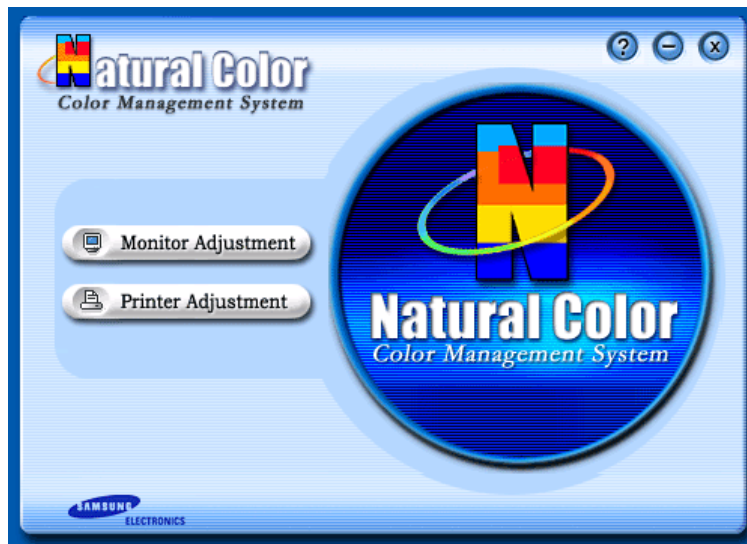 Natural Color
Color Management System
? – x
Monitor Adjustment
Printer Adjustment
N
Natural Color
Color Management System
SAMSUNG
ELECTRONICS